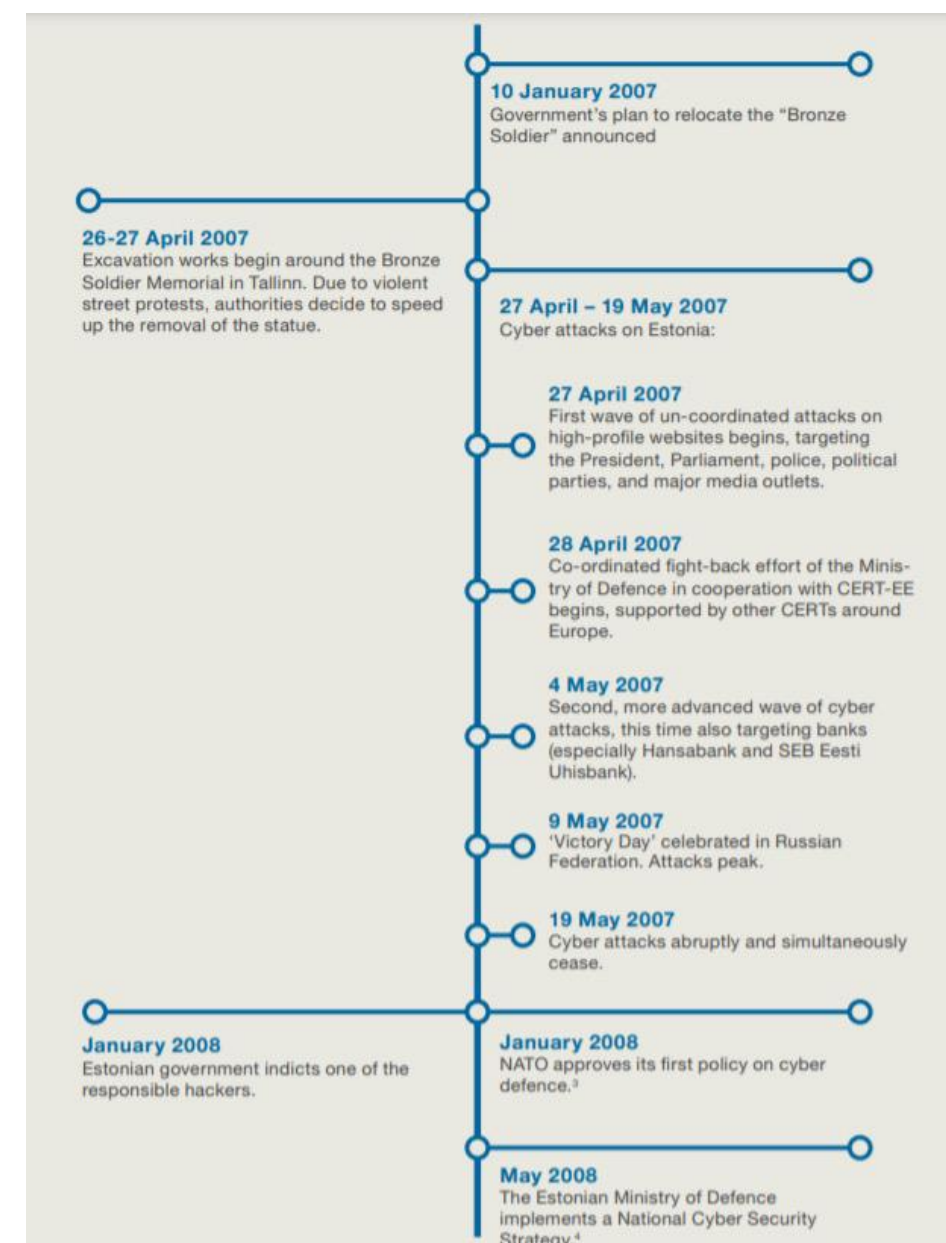 10 January 2007
Government's plan to relocate the “Bronze
Soldier” announced
26-27 April 2007
Excavation works begin around the Bronze
Soldier Memorial in Tallinn. Due to violent
street protests, authorities decide to speed
up the removal of the statue.
27 April – 19 May 2007
Cyber attacks on Estonia:
27 April 2007
First wave of un-coordinated attacks on
high-profile websites begins, targeting
the President, Parliament, police, political
parties, and major media outlets.
28 April 2007
Co-ordinated fight-back effort of the Minis-
try of Defence in cooperation with CERT-EE
begins, supported by other CERTs around
Europe.
4 May 2007
Second, more advanced wave of cyber
attacks, this time also targeting banks
(especially Hansabank and SEB Eesti
Uhisbank).
9 May 2007
‘Victory Day’ celebrated in Russian
Federation. Attacks peak.
19 May 2007
Cyber attacks abruptly and simultaneously
cease.
January 2008
Estonian government indicts one of the
responsible hackers.
January 2008
NATO approves its first policy on cyber
defence.³
May 2008
The Estonian Ministry of Defence
implements a National Cyber Security
Strategy.⁴